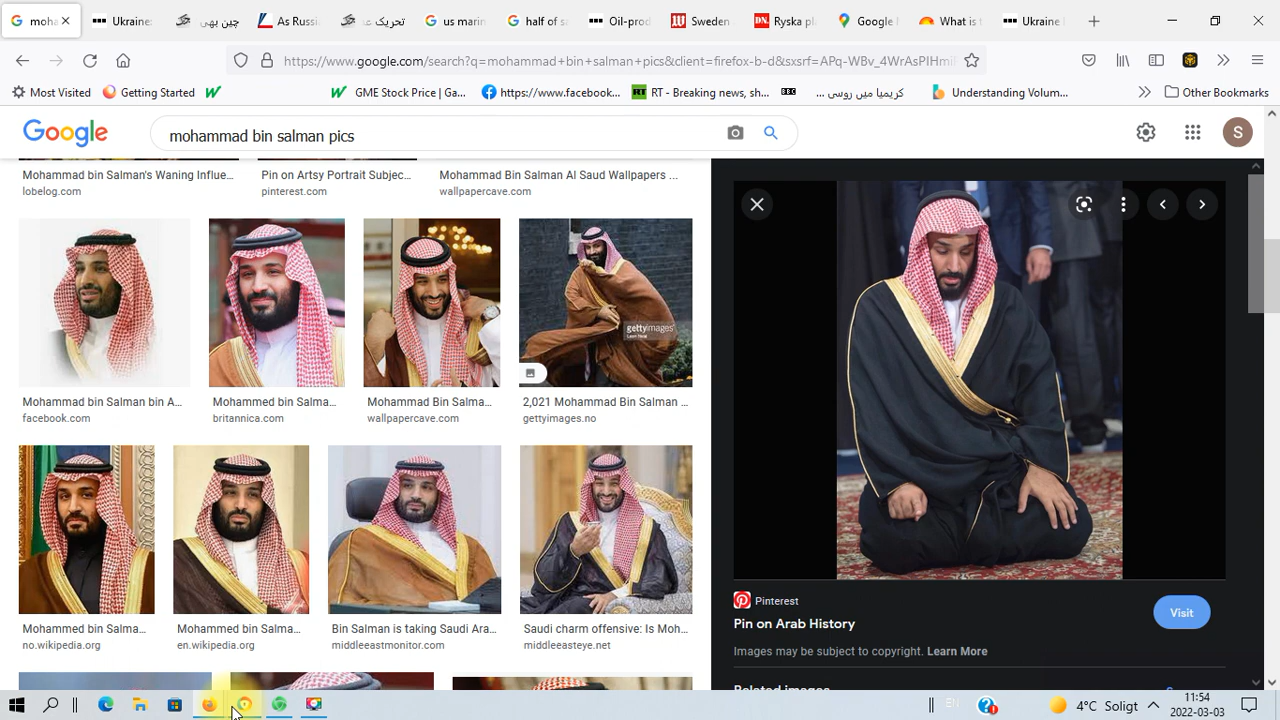 moha
Ukraine:
چین بھی
As Russi
تحریک عد
us marin
half of sa
Oil-prod
Sweden
Ryska pl
Google M
What is t
Ukraine
https://www.google.com/search?q=mohammad+bin+salman+pics&client=firefox-b-d&sxsrf=APq-WBv_4WrAsPIHmi
Most Visited
Getting Started
GME Stock Price | Ga...
https://www.facebook...
RT - Breaking news, sh...
BBC
کریمیا میں روسی ...
Understanding Volum...
Other Bookmarks
Google
mohammad bin salman pics
S
Mohammad bin Salman's Waning Influe...
lobelog.com
Pin on Artsy Portrait Subjec...
pinterest.com
Mohammad Bin Salman Al Saud Wallpapers ...
wallpapercave.com
gettyimages
Mohammad bin Salman bin A...
facebook.com
Mohammed bin Salma...
britannica.com
Mohammad Bin Salma...
wallpapercave.com
2,021 Mohammad Bin Salman ...
gettyimages.no
Mohammed bin Salma...
no.wikipedia.org
Mohammed bin Salma...
en.wikipedia.org
Bin Salman is taking Saudi Ara...
middleeastmonitor.com
Saudi charm offensive: Is Moh...
middleeasteye.net
Pinterest
Pin on Arab History
Visit
Images may be subject to copyright. Learn More
Related images
EN
4°C Soligt
11:54
2022-03-03